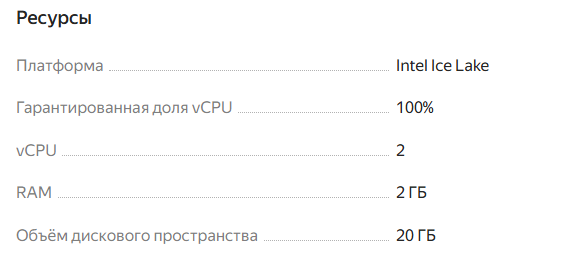 Ресурсы
Платформа Intel Ice Lake
Гарантированная доля vCPU 100%
vCPU 2
RAM 2 ГБ
Объём дискового пространства 20 ГБ